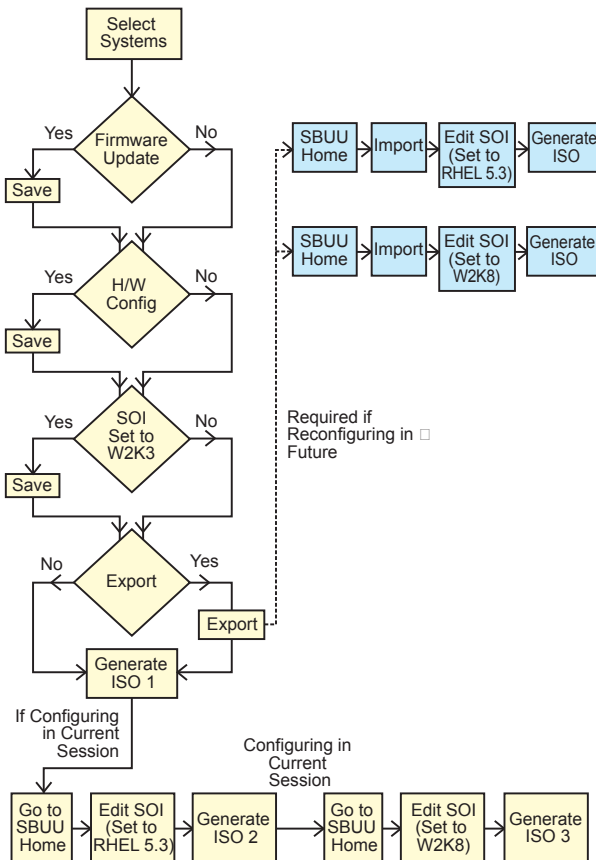 Select
Systems
Firmware
Update
Yes
No
Save
H/W
Config
Yes
No
Save
SOI
Set to
W2K3
Yes
No
Save
Export
No
Yes
Export
Generate
ISO 1
SBUU
Home
Import
Edit SOI
(Set to
RHEL 5.3)
Generate
ISO
SBUU
Home
Import
Edit SOI
(Set to
W2K8)
Generate
ISO
Required if
Reconfiguring in □
Future
If Configuring
in Current
Session
Go to
SBUU
Home
Edit SOI
(Set to
RHEL 5.3)
Generate
ISO 2
Configuring in
Current
Session
Go to
SBUU
Home
Edit SOI
(Set to
W2K8)
Generate
ISO 3